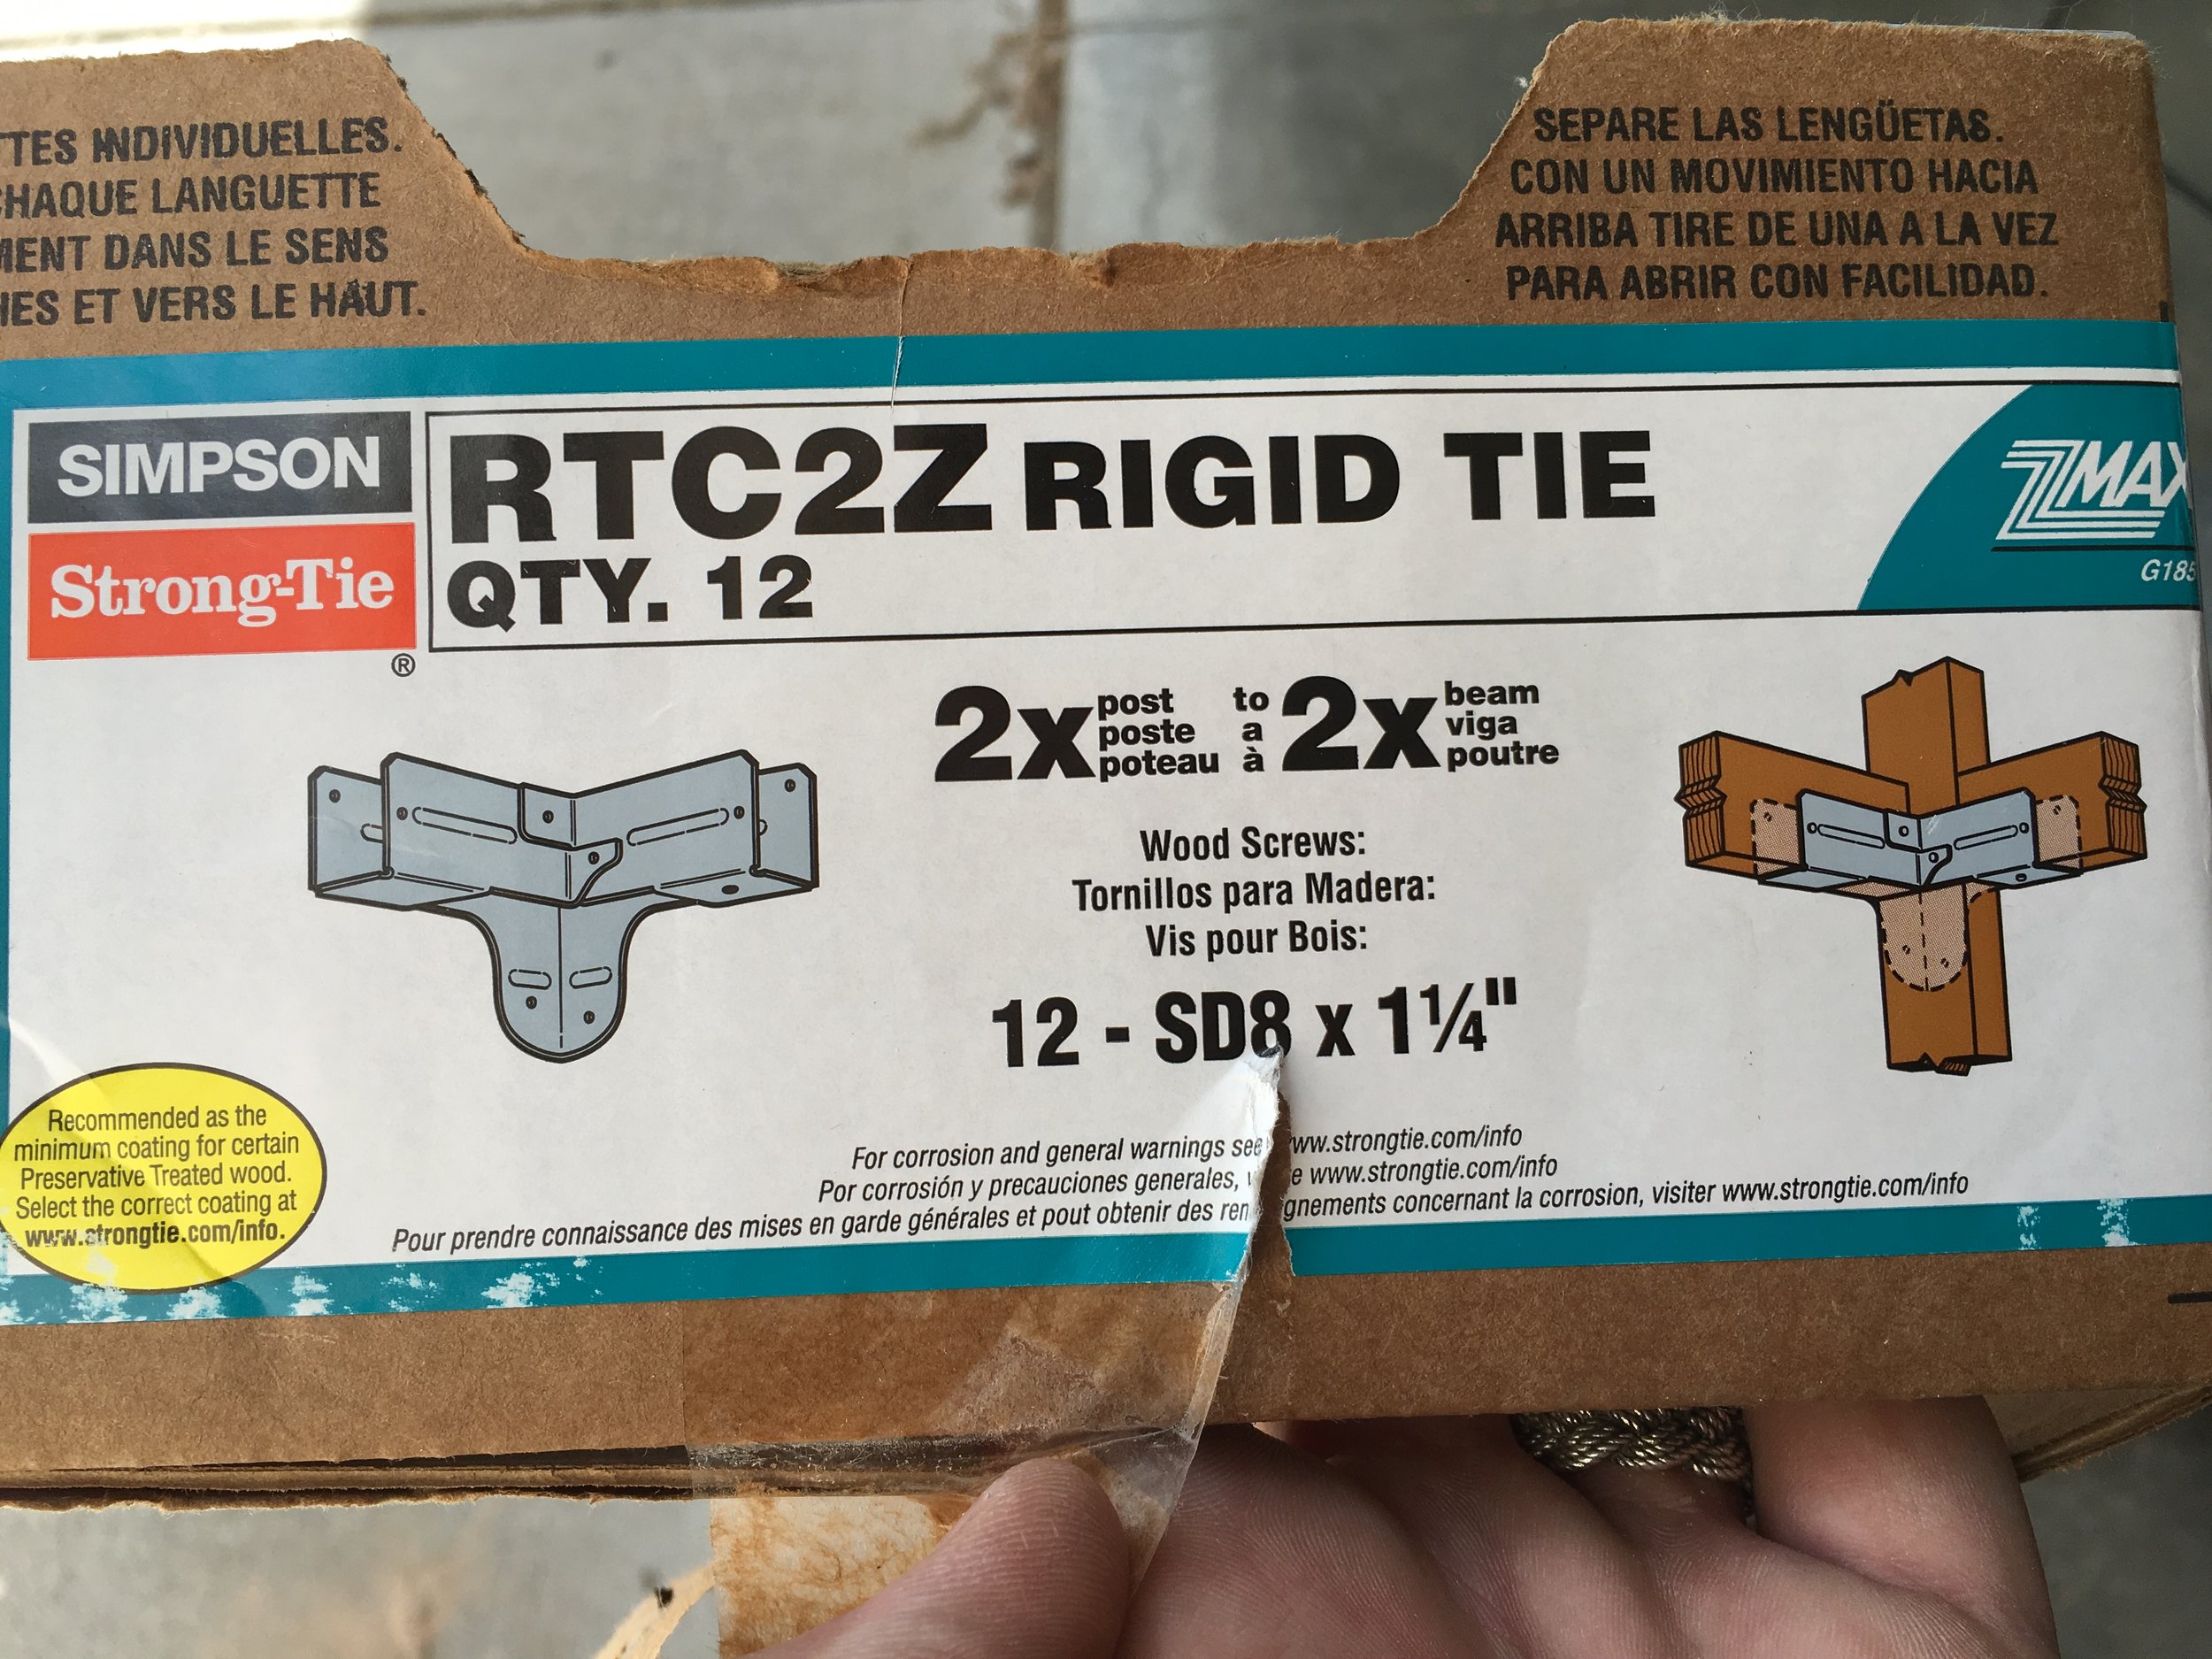 INDIVIDUELLES.
CHAQUE LANGUETTE
DANS LE SENS
ET VERS LE HAUT.
SEPARE LAS LENGÜETAS.
CON UN MOVIMIENTO HACIA
ARRIBA TIRE DE UNA A LA VEZ
PARA ABRIR CON FACILIDAD.
SIMPSON
Strong-Tie
®
RTC2Z RIGID TIE
QTY. 12
ZMAX
G185
2x post to 2x beam
poste a viga
poteau à poutre
Wood Screws:
Tornillos para Madera:
Vis pour Bois:
12 - SD8 x 1¼"
Recommended as the
minimum coating for certain
Preservative Treated wood.
Select the correct coating at
www.strongtie.com/info.
For corrosion and general warnings see www.strongtie.com/info
Por corrosión y precauciones generales, www.strongtie.com/info
Pour prendre connaissance des mises en garde générales et pout obtenir des concernant la corrosion, visiter www.strongtie.com/info